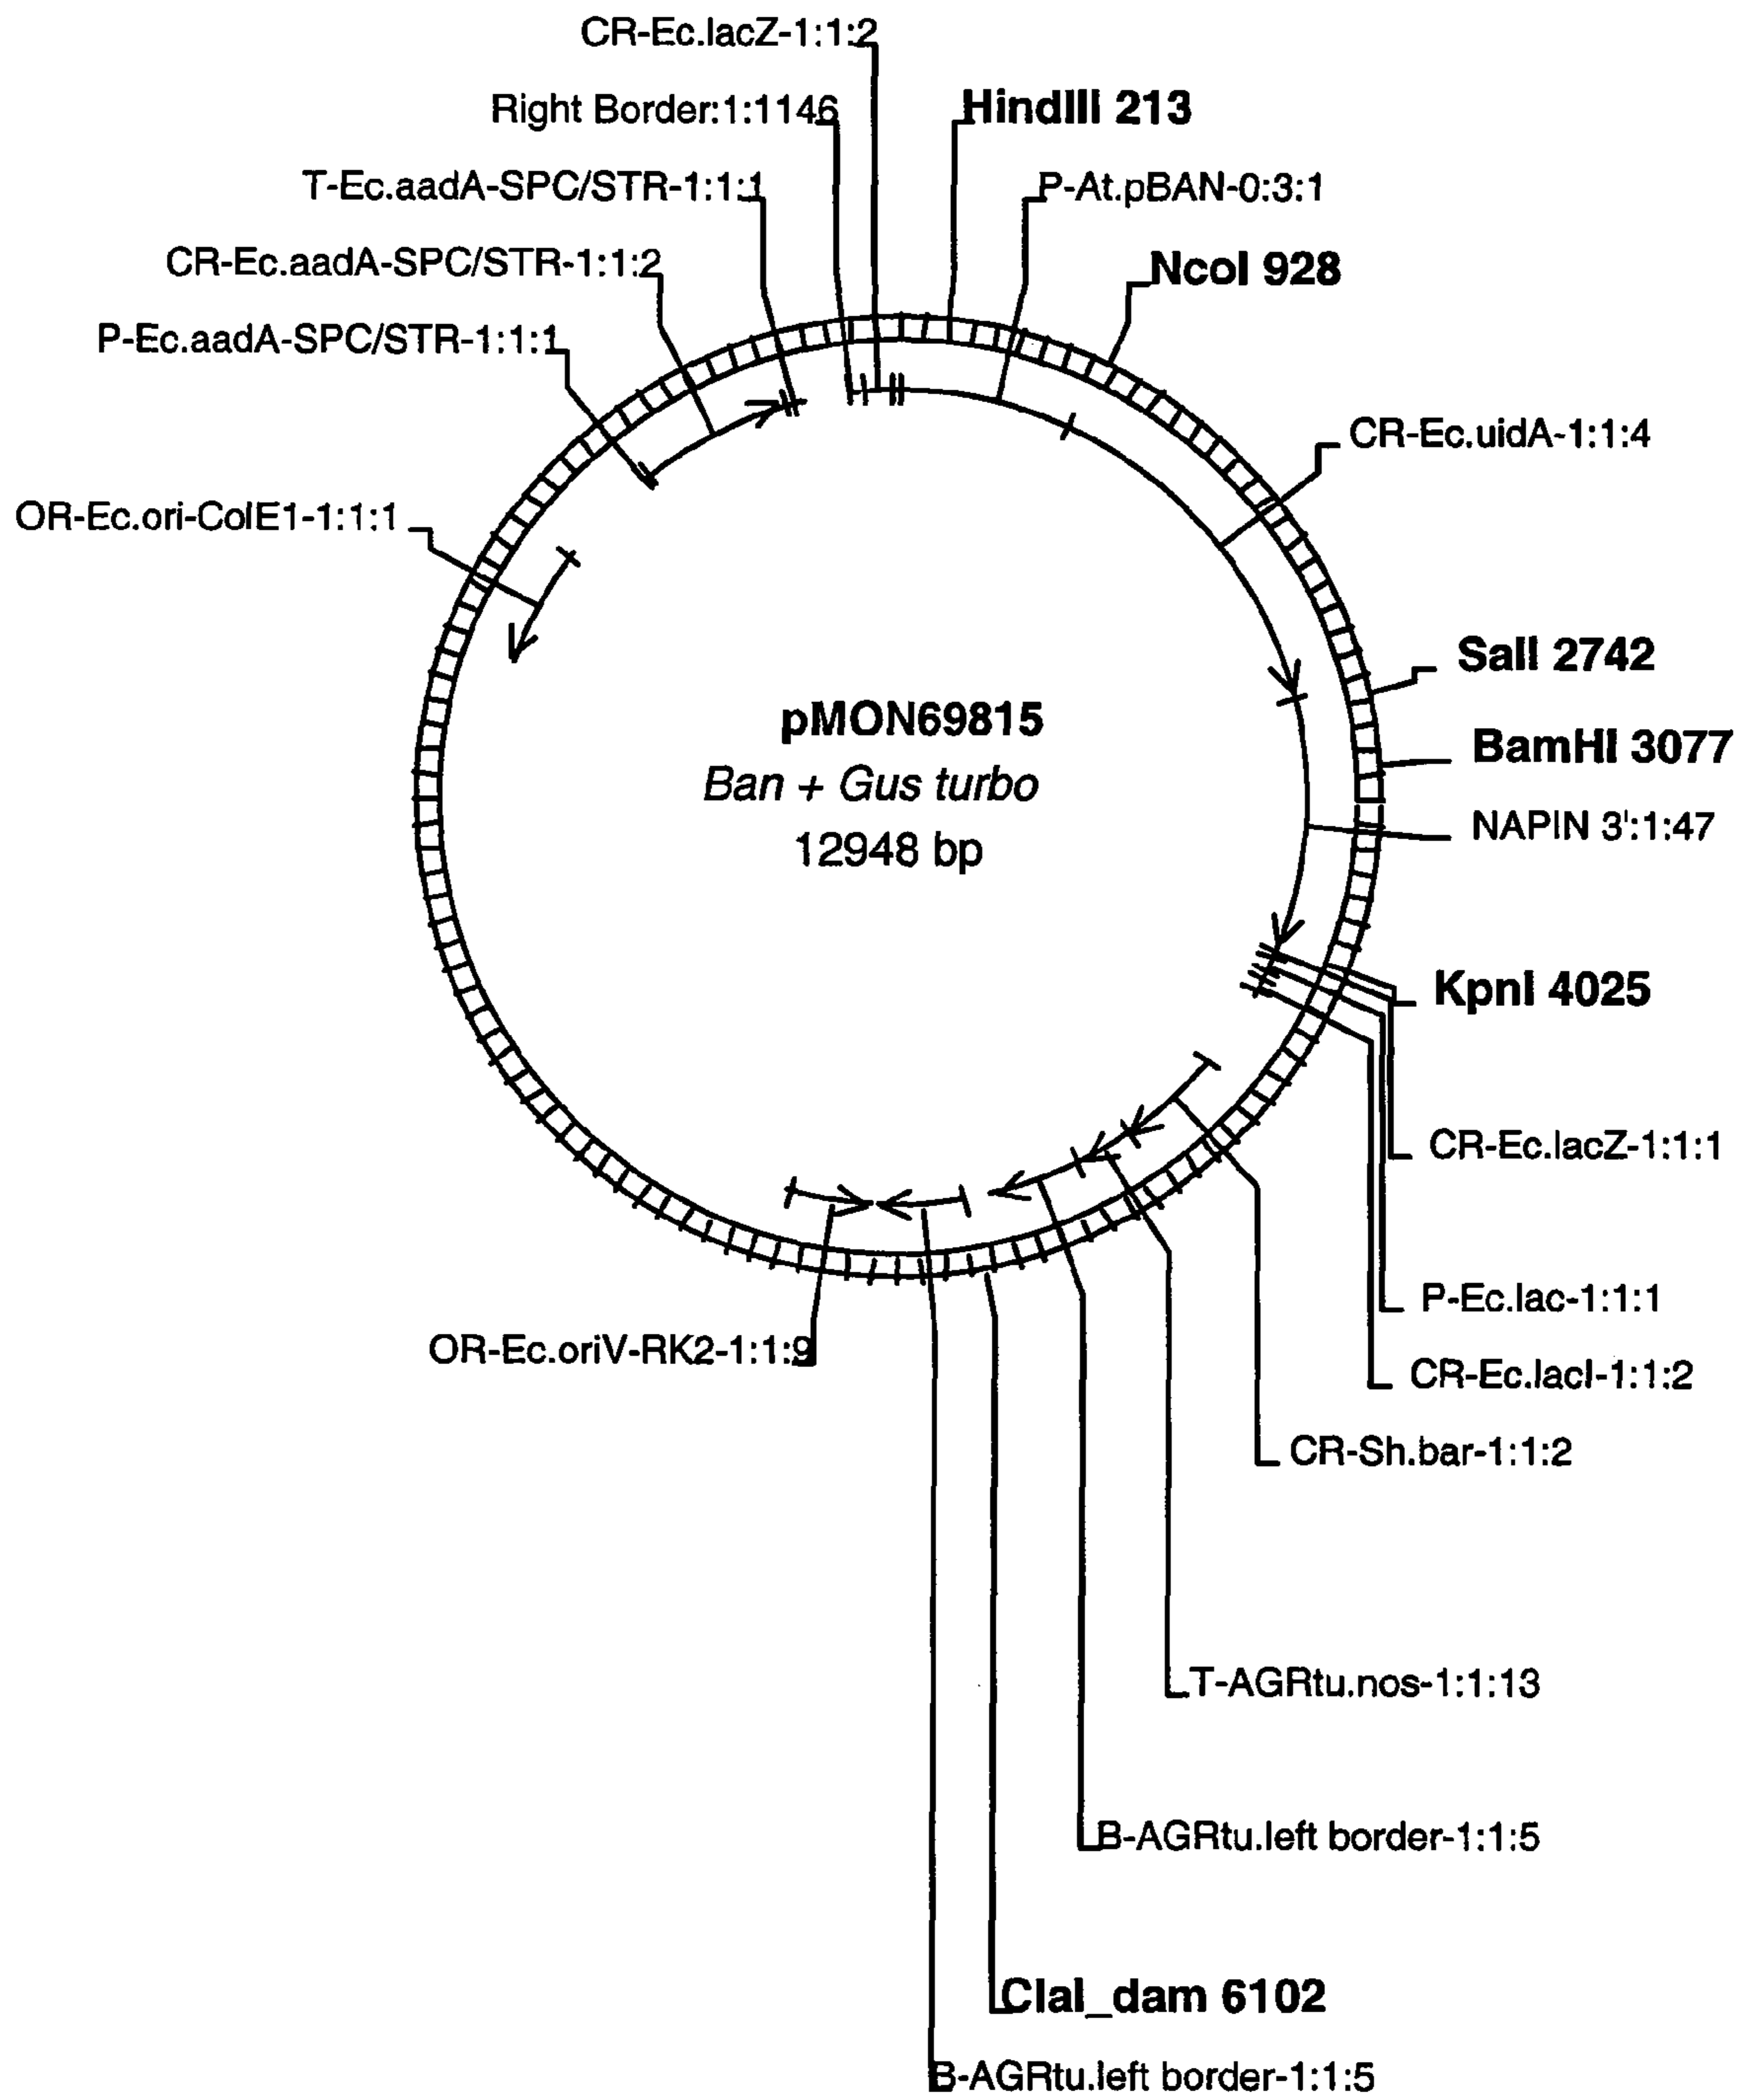 CR-Ec.lacZ-1:1:2
Right Border:1:1146
HindIII 213
T-Ec.aadA-SPC/STR-1:1:1
P-At.pBAN-0:3:1
CR-Ec.aadA-SPC/STR-1:1:2
NcoI 928
P-Ec.aadA-SPC/STR-1:1:1
CR-Ec.uidA-1:1:4
OR-Ec.ori-ColE1-1:1:1
SalI 2742
pMON69815
BamHI 3077
Ban + Gus turbo
NAPIN 3':1:47
12948 bp
KpnI 4025
CR-Ec.lacZ-1:1:1
P-Ec.lac-1:1:1
OR-Ec.oriV-RK2-1:1:9
CR-Ec.lacI-1:1:2
CR-Sh.bar-1:1:2
T-AGRtu.nos-1:1:13
B-AGRtu.left border-1:1:5
ClaI_dam 6102
B-AGRtu.left border-1:1:5